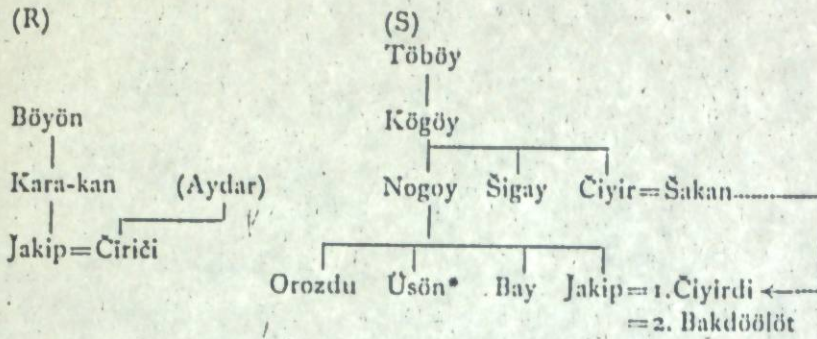 (R) (S)
Töböy
Böyön Kögöy
Kara-kan (Aydar) Nogoy Šigay Čiyir=Šakan
Jakip=Čiriči
Orozdu Üsön* Bay Jakip=1. Čiyirdi
=2. Bakdöölöt